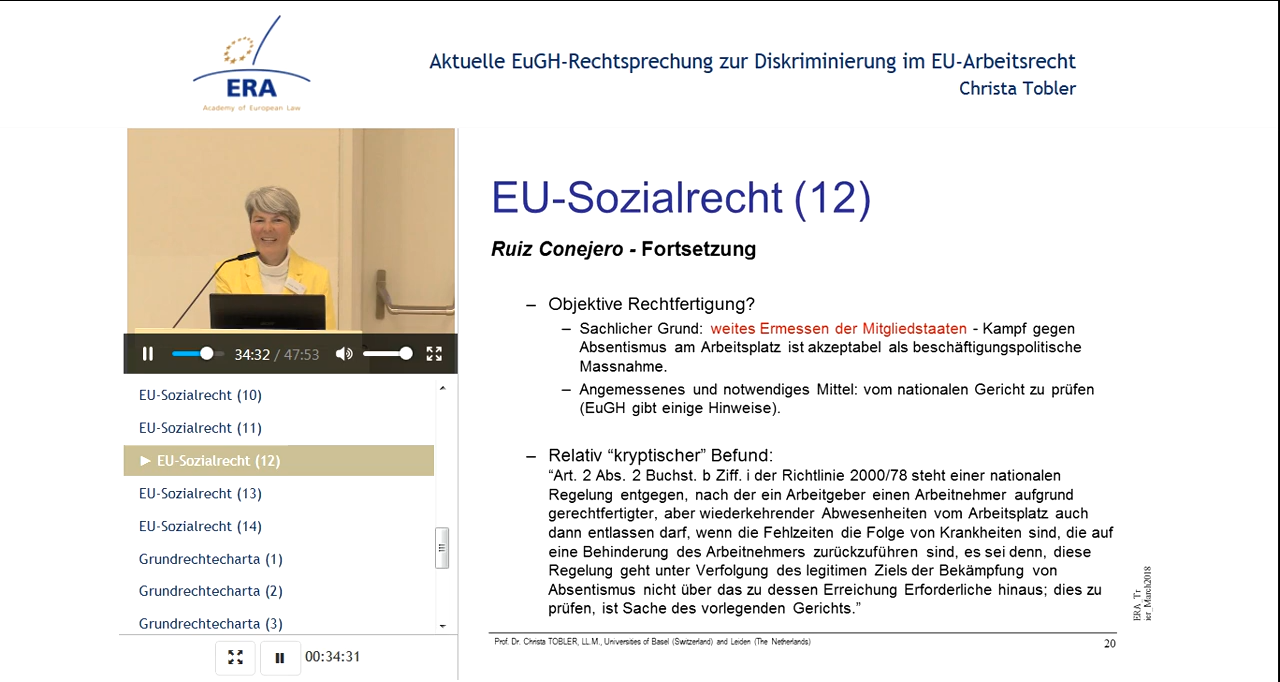 ERA
Academy of European Law
Aktuelle EuGH-Rechtsprechung zur Diskriminierung im EU-Arbeitsrecht
Christa Tobler
34:32 / 47:53
EU-Sozialrecht (10)
EU-Sozialrecht (11)
► EU-Sozialrecht (12)
EU-Sozialrecht (13)
EU-Sozialrecht (14)
Grundrechtecharta (1)
Grundrechtecharta (2)
Grundrechtecharta (3)
00:34:31
EU-Sozialrecht (12)
Ruiz Conejero - Fortsetzung
– Objektive Rechtfertigung?
– Sachlicher Grund: weites Ermessen der Mitgliedstaaten - Kampf gegen
Absentismus am Arbeitsplatz ist akzeptabel als beschäftigungspolitische
Massnahme.
– Angemessenes und notwendiges Mittel: vom nationalen Gericht zu prüfen
(EuGH gibt einige Hinweise).
– Relativ “kryptischer” Befund:
“Art. 2 Abs. 2 Buchst. b Ziff. i der Richtlinie 2000/78 steht einer nationalen
Regelung entgegen, nach der ein Arbeitgeber einen Arbeitnehmer aufgrund
gerechtfertigter, aber wiederkehrender Abwesenheiten vom Arbeitsplatz auch
dann entlassen darf, wenn die Fehlzeiten die Folge von Krankheiten sind, die auf
eine Behinderung des Arbeitnehmers zurückzuführen sind, es sei denn, diese
Regelung geht unter Verfolgung des legitimen Ziels der Bekämpfung von
Absentismus nicht über das zu dessen Erreichung Erforderliche hinaus; dies zu
prüfen, ist Sache des vorlegenden Gerichts.”
ERA_Tr
ier_March2018
Prof. Dr. Christa TOBLER, LL.M., Universities of Basel (Switzerland) and Leiden (The Netherlands)
20